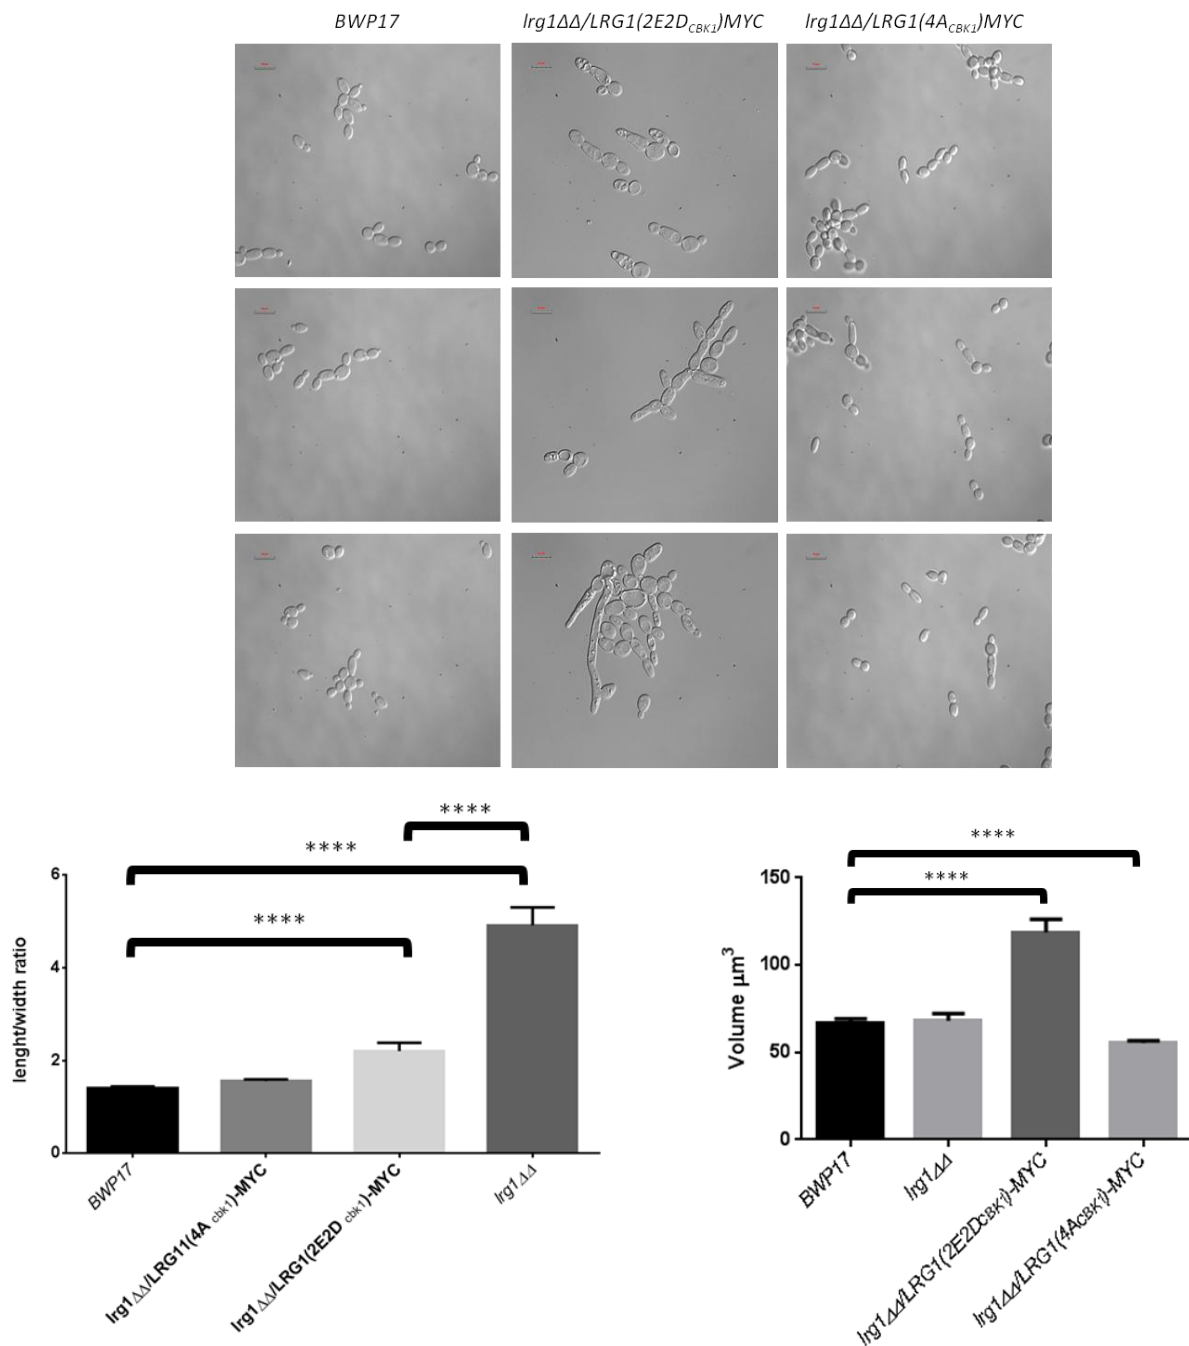 BWP17
lrg1ΔΔ/LRG1(2E2D_CBK1)MYC
lrg1ΔΔ/LRG1(4A_CBK1)MYC
****
****
****
6
4
2
0
lenght/width ratio
BWP17
lrg1ΔΔ/LRG11(4A cbk1)-MYC
lrg1ΔΔ/LRG1(2E2D cbk1)-MYC
lrg1ΔΔ
****
****
150
100
50
0
Volume µm³
BWP17
lrg1ΔΔ
lrg1ΔΔ/LRG1(2E2DCBK1)-MYC
lrg1ΔΔ/LRG1(4ACBK1)-MYC